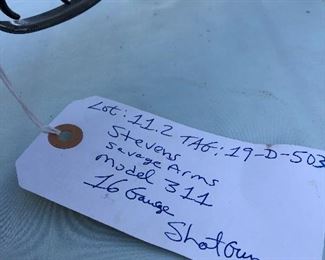 Lot: 11.2 TAG: 19-D-503
Stevens
Savage Arms
Model 311
16 Gauge
Shotgun